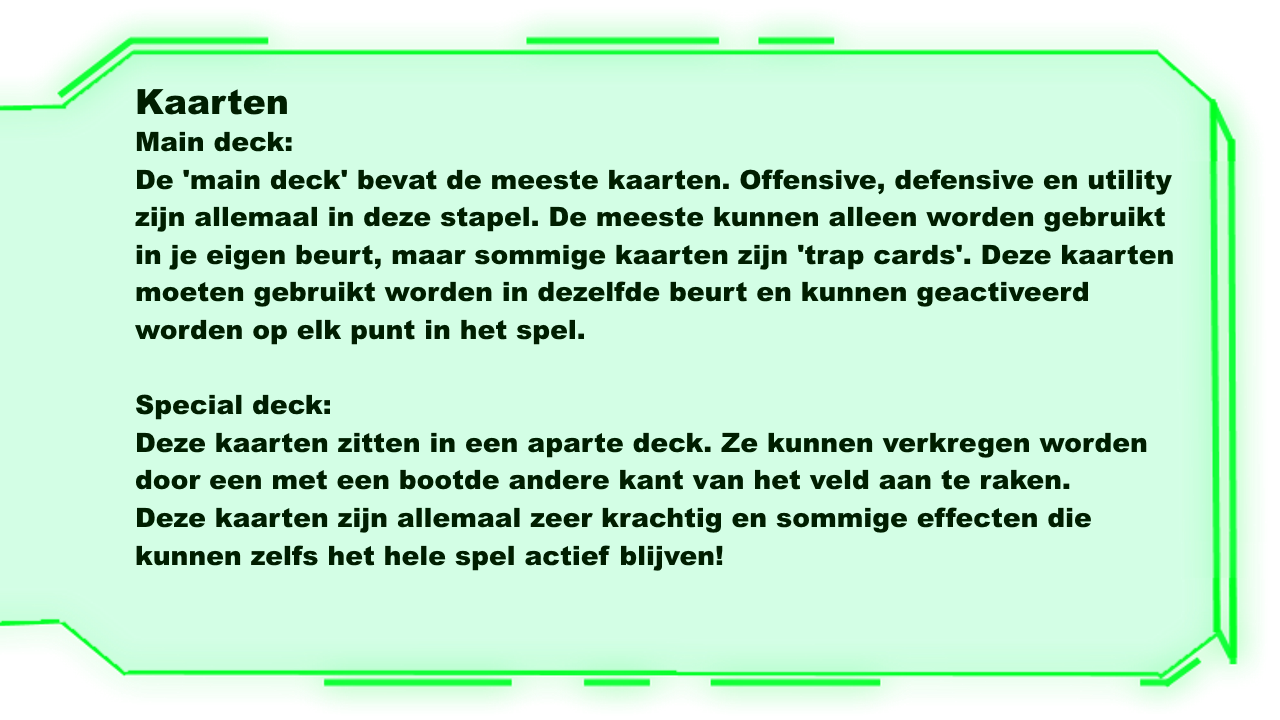 Kaarten
Main deck:
De 'main deck' bevat de meeste kaarten. Offensive, defensive en utility
zijn allemaal in deze stapel. De meeste kunnen alleen worden gebruikt
in je eigen beurt, maar sommige kaarten zijn 'trap cards'. Deze kaarten
moeten gebruikt worden in dezelfde beurt en kunnen geactiveerd
worden op elk punt in het spel.
Special deck:
Deze kaarten zitten in een aparte deck. Ze kunnen verkregen worden
door een met een bootde andere kant van het veld aan te raken.
Deze kaarten zijn allemaal zeer krachtig en sommige effecten die
kunnen zelfs het hele spel actief blijven!